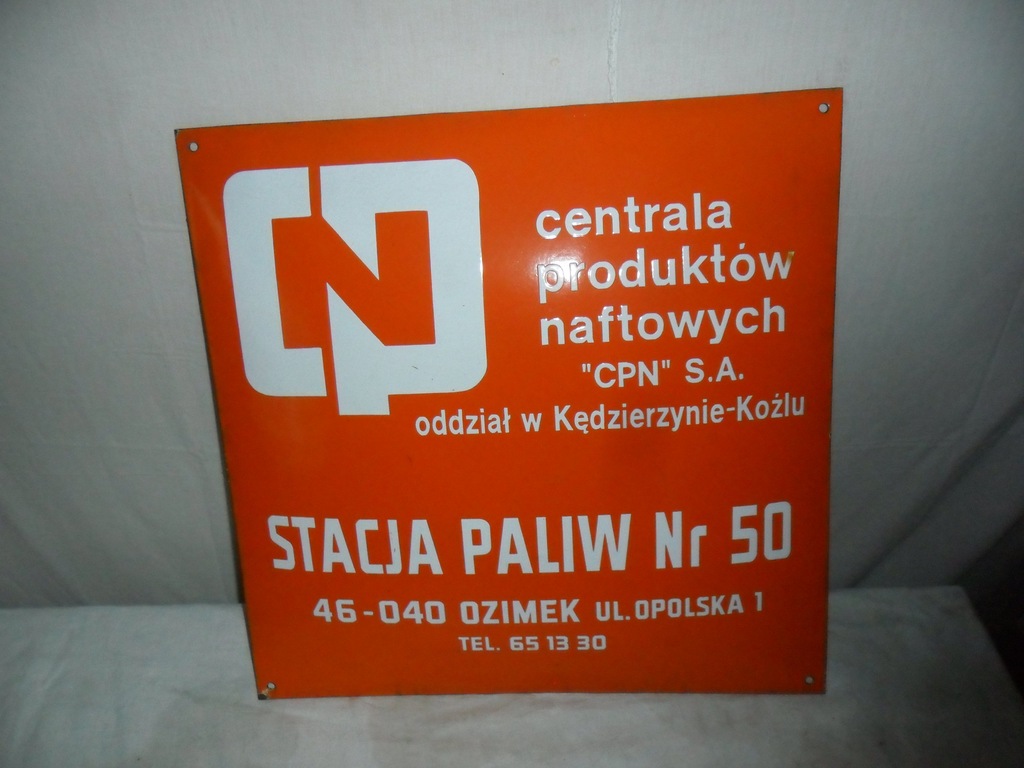 CPN
centrala
produktów
naftowych
"CPN" S.A.
oddział w Kędzierzynie-Koźlu
STACJA PALIW Nr 50
46-040 OZIMEK UL. OPOLSKA 1
TEL. 65 13 30